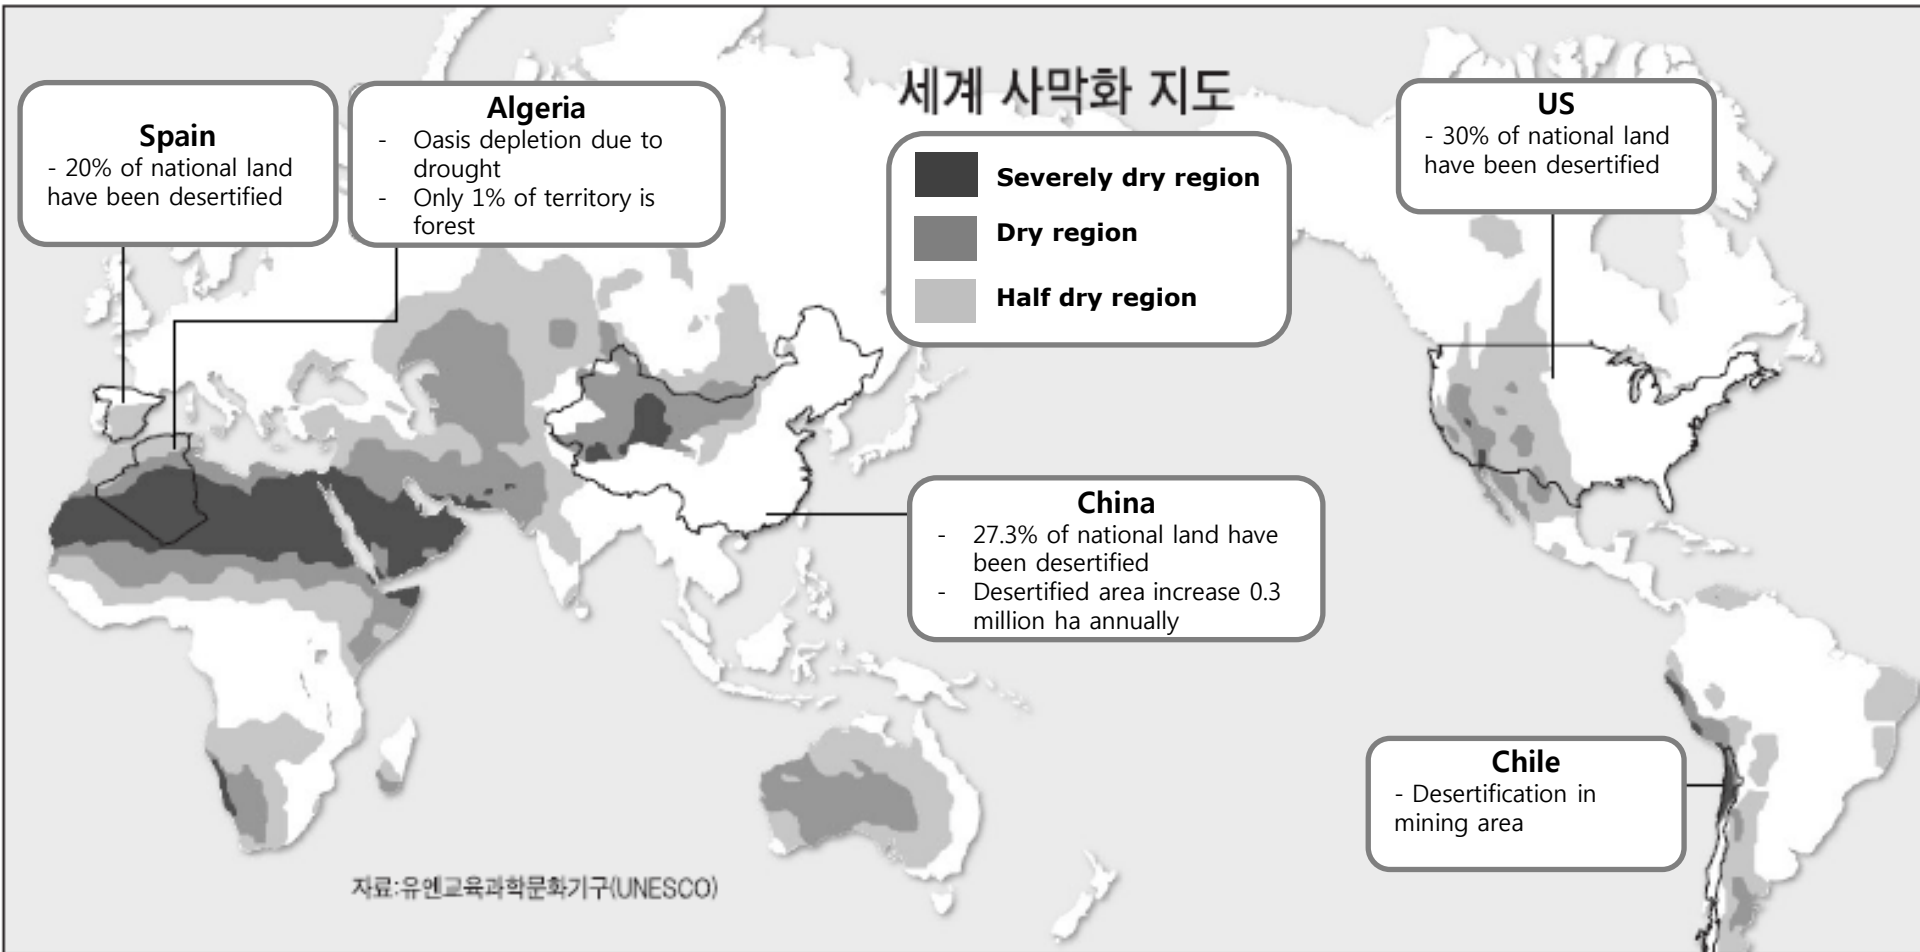 세계 사막화 지도
Spain
- 20% of national land
have been desertified
Algeria
- Oasis depletion due to
drought
- Only 1% of territory is
forest
Severely dry region
Dry region
Half dry region
US
- 30% of national land
have been desertified
China
- 27.3% of national land have
been desertified
- Desertified area increase 0.3
million ha annually
Chile
- Desertification in
mining area
자료:유엔교육과학문화기구(UNESCO)